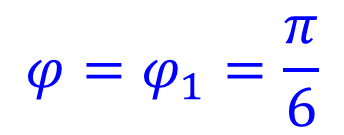 φ = φ₁ = π/6